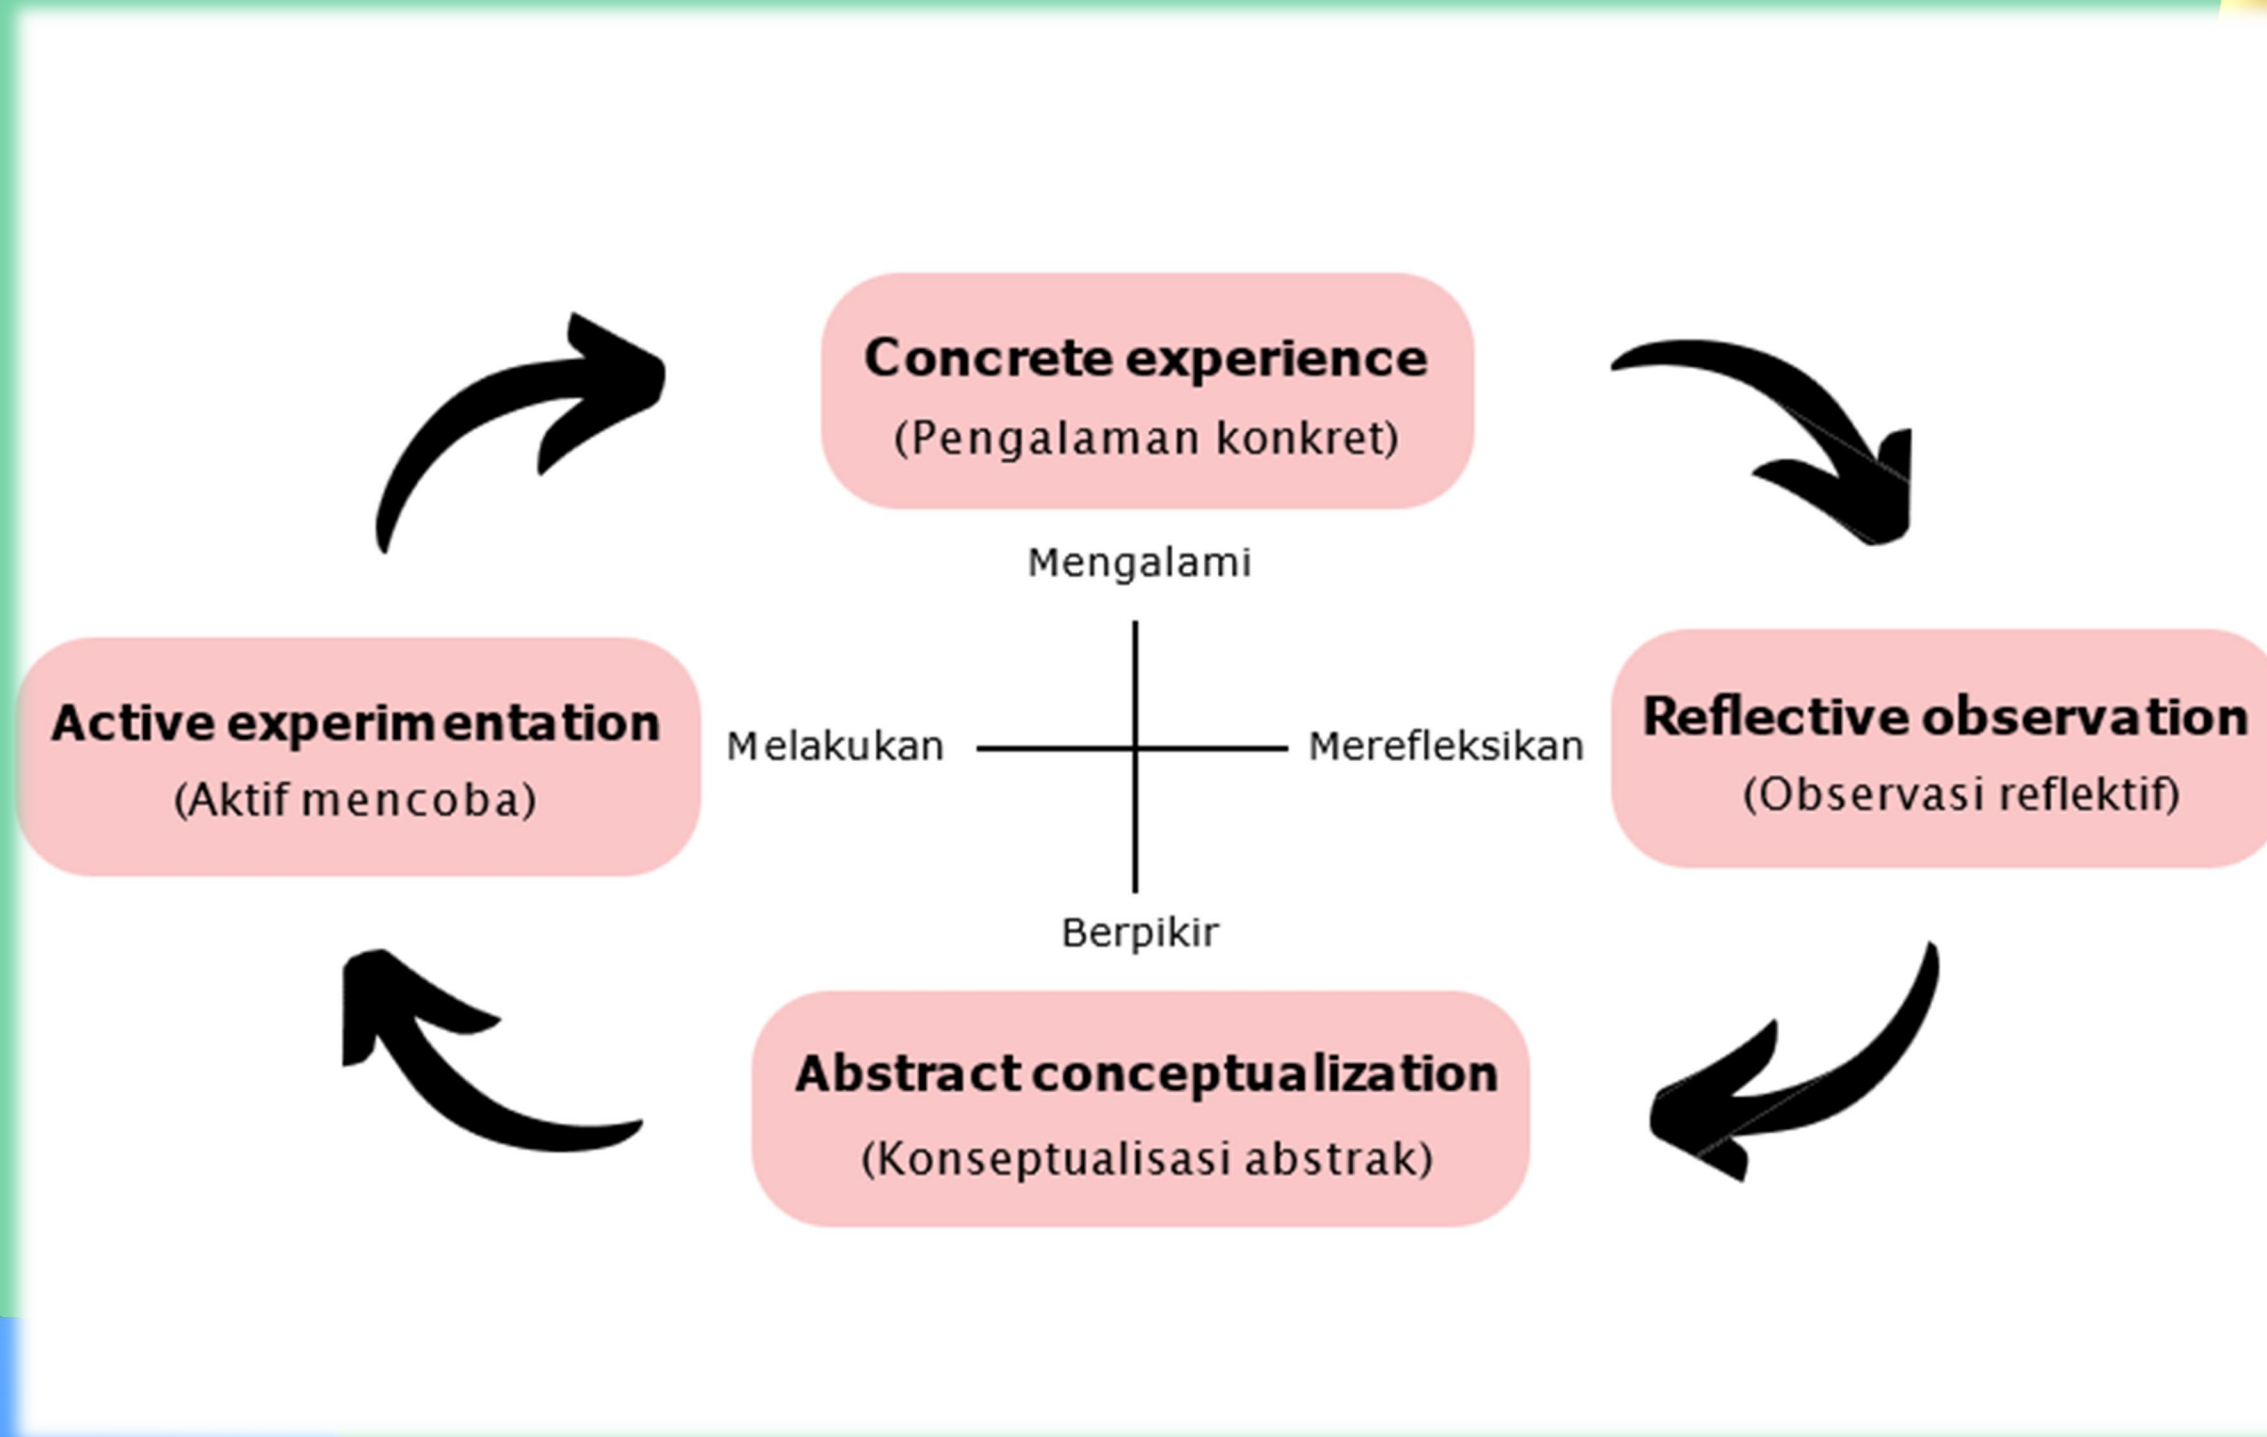 Concrete experience
(Pengalaman konkret)
Mengalami
Active experimentation
(Aktif mencoba)
Melakukan
Merefleksikan
Reflective observation
(Observasi reflektif)
Berpikir
Abstract conceptualization
(Konseptualisasi abstrak)